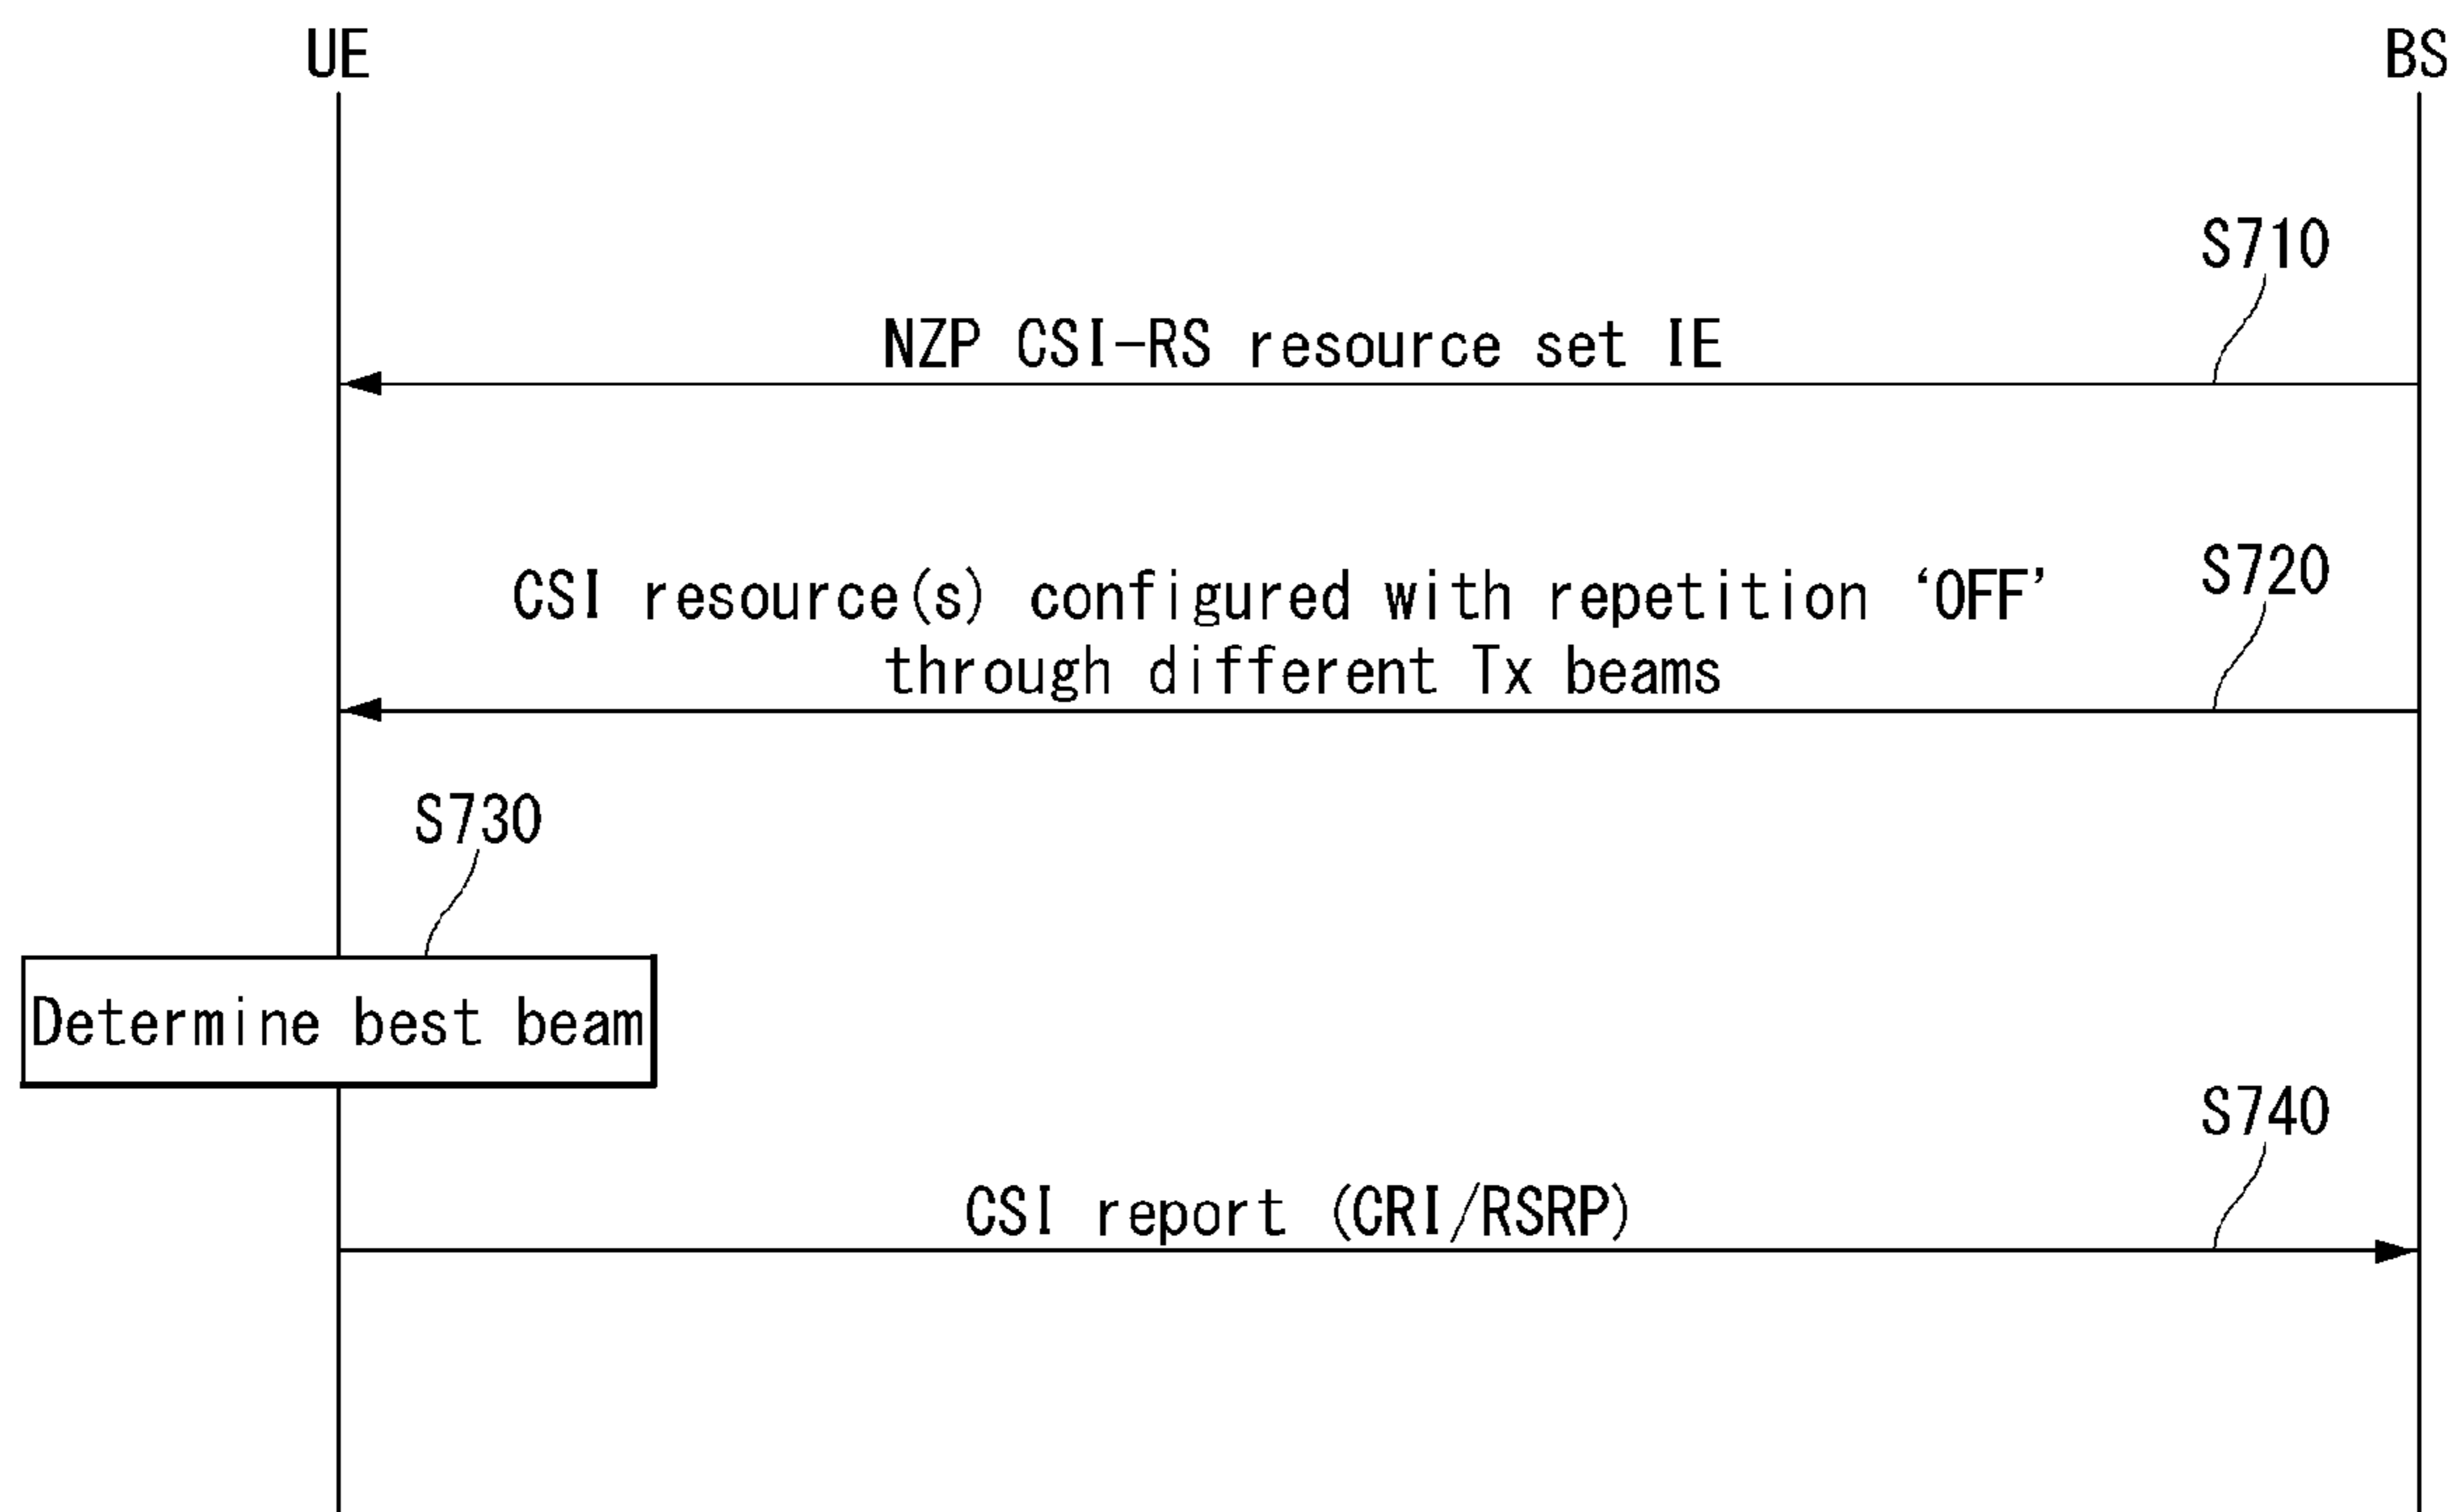 UE
BS
S710
NZP CSI-RS resource set IE
S720
CSI resource(s) configured with repetition ‘OFF’
through different Tx beams
S730
Determine best beam
S740
CSI report (CRI/RSRP)